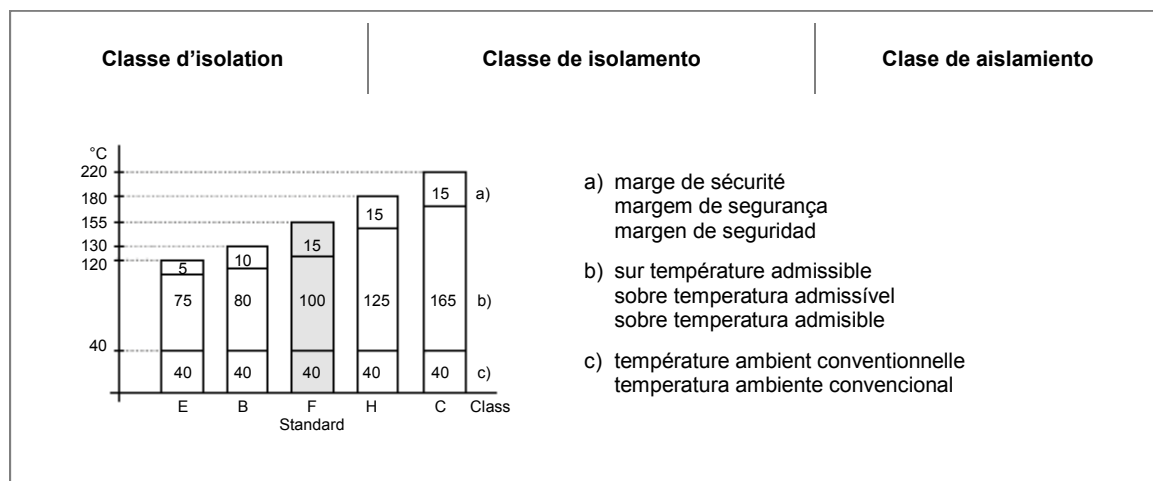 Classe d'isolation
Classe de isolamento
Clase de aislamiento
°C
220
180
155
130
120
40
15
a)
15
15
10
5
75
80
100
125
165
b)
40
40
40
40
40
c)
E
B
F
H
C
Class
Standard
a) marge de sécurité
margem de segurança
margen de seguridad
b) sur température admissible
sobre temperatura admissível
sobre temperatura admisible
c) température ambient conventionnelle
temperatura ambiente convencional